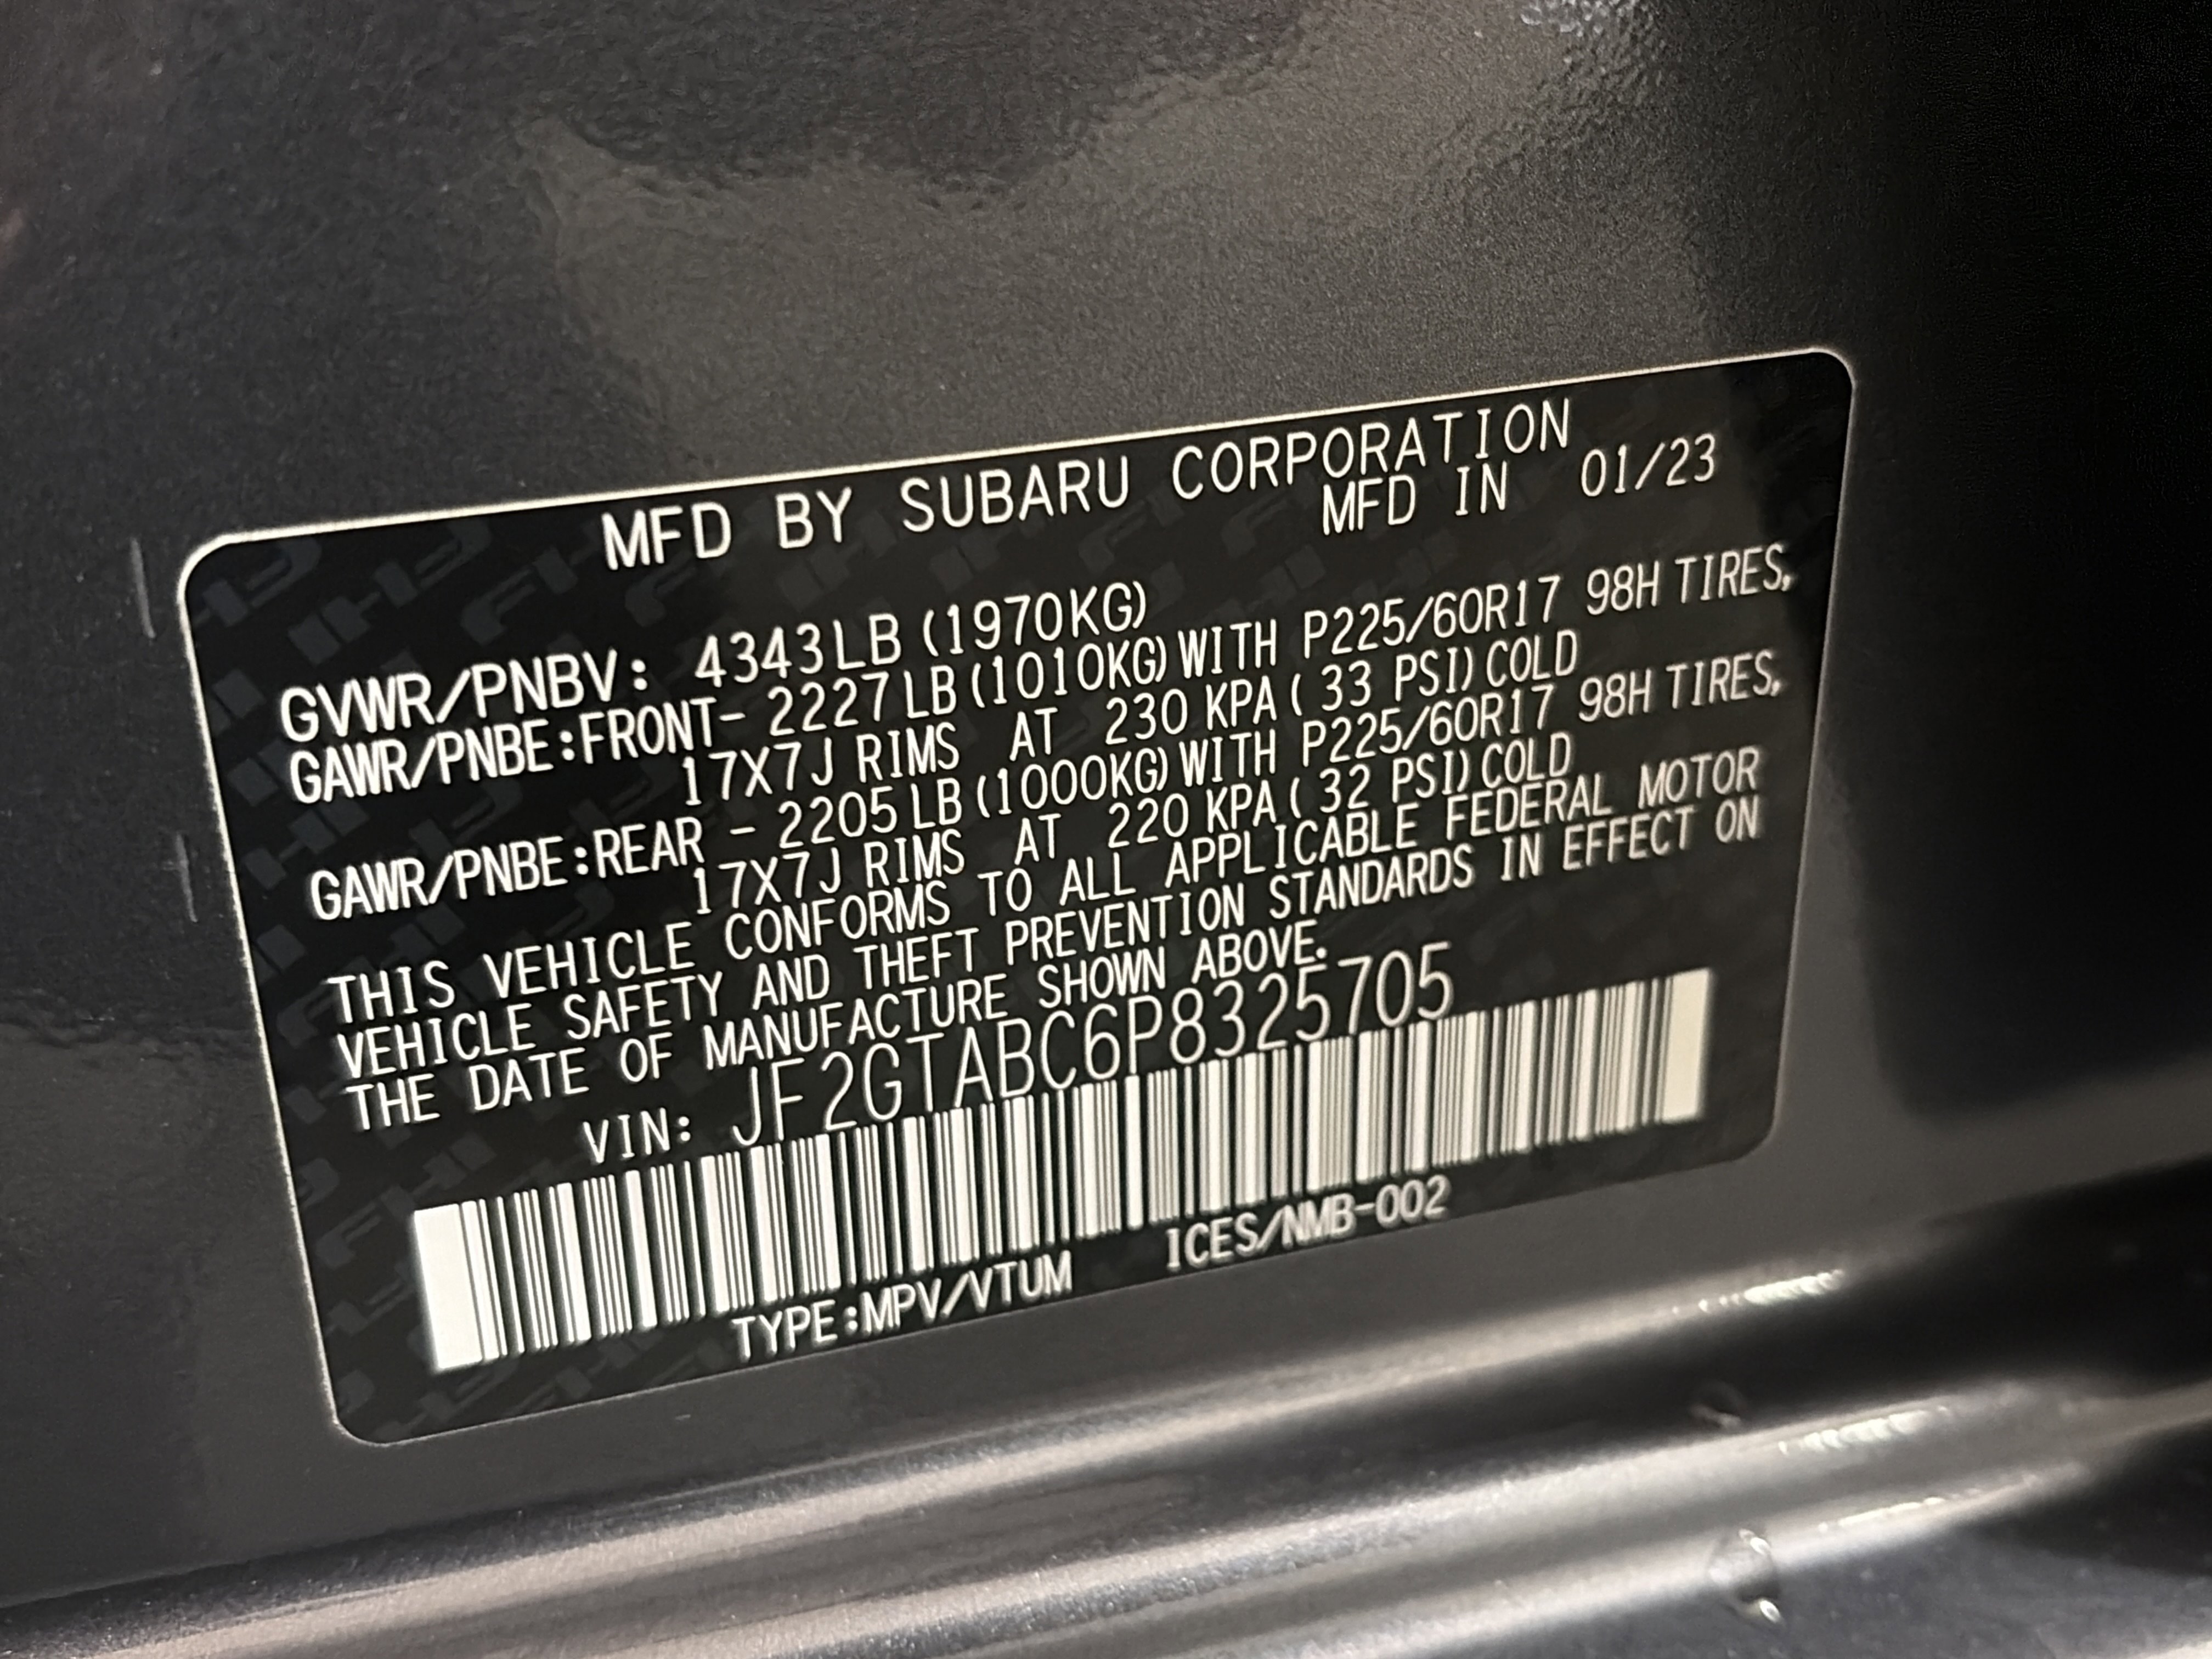 MFD BY SUBARU CORPORATION
MFD IN 01/23
GVWR/PNBV: 4343LB (1970KG)
GAWR/PNBE:FRONT- 2227LB (1010KG) WITH P225/60R17 98H TIRES,
17X7J RIMS AT 230 KPA ( 33 PSI) COLD
GAWR/PNBE:REAR - 2205LB (1000KG) WITH P225/60R17 98H TIRES,
17X7J RIMS AT 220 KPA ( 32 PSI) COLD
THIS VEHICLE CONFORMS TO ALL APPLICABLE FEDERAL MOTOR
VEHICLE SAFETY AND THEFT PREVENTION STANDARDS IN EFFECT ON
THE DATE OF MANUFACTURE SHOWN ABOVE.
VIN: JF2GTABC6P8325705
TYPE:MPV/VTUM ICES/NMB-002